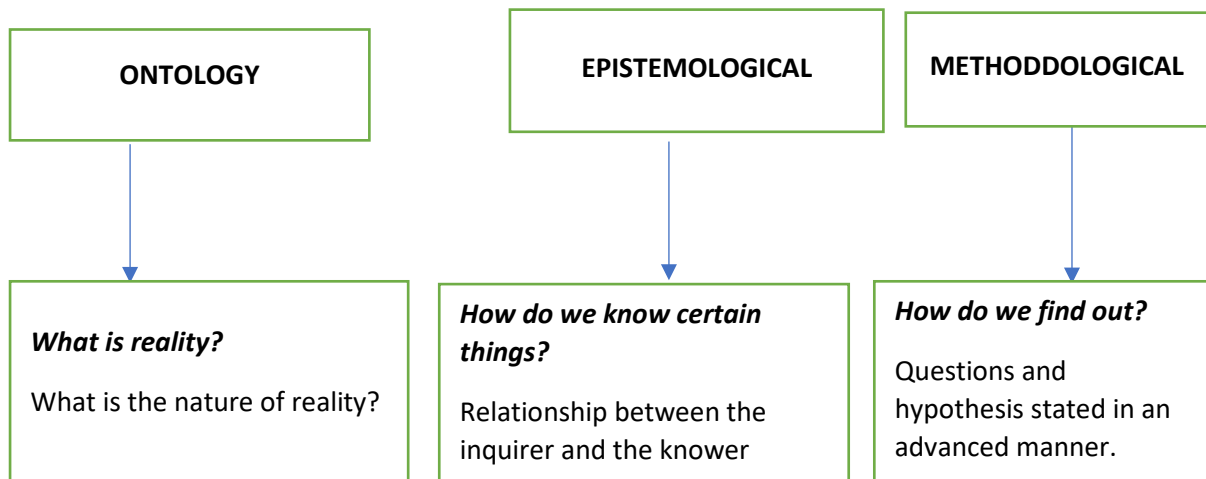 ONTOLOGY
EPISTEMOLOGICAL
METHODDOLOGICAL
What is reality?
What is the nature of reality?
How do we know certain
things?
Relationship between the
inquirer and the knower
How do we find out?
Questions and
hypothesis stated in an
advanced manner.